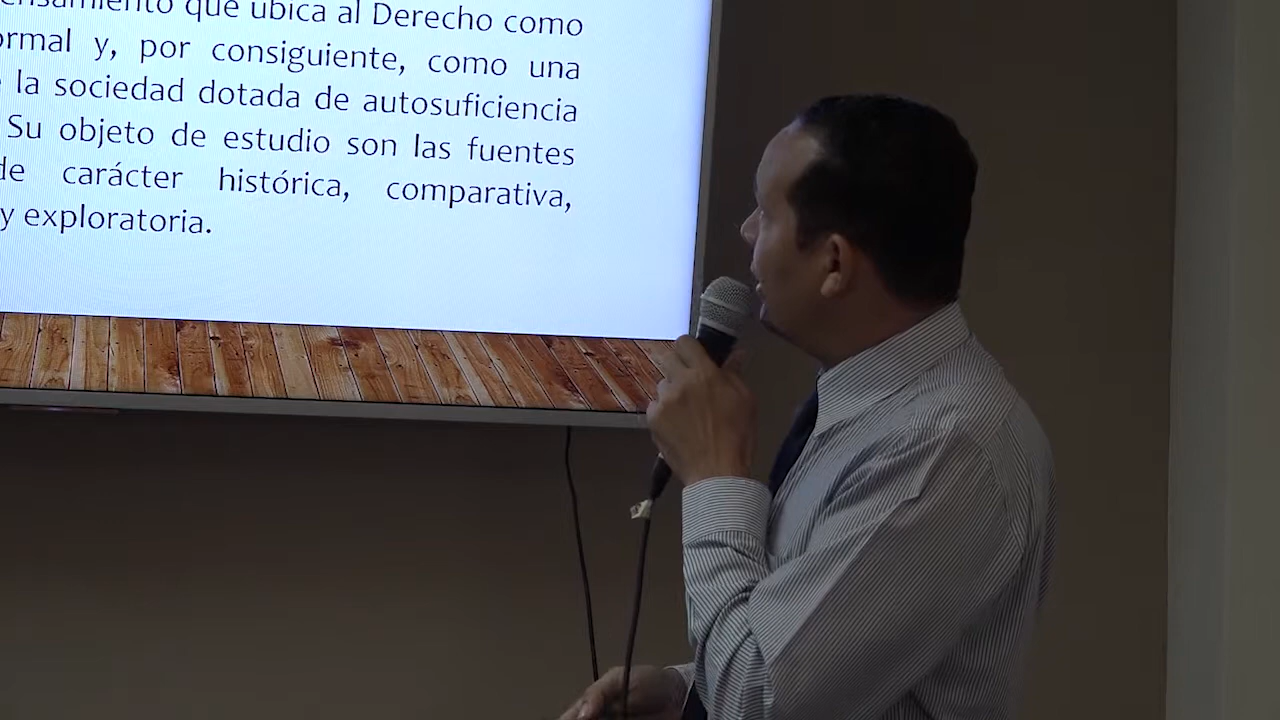 que ubica al Derecho como
y, por consiguiente, como una
la sociedad dotada de autosuficiencia
Su objeto de estudio son las fuentes
de carácter histórica, comparativa,
y exploratoria.